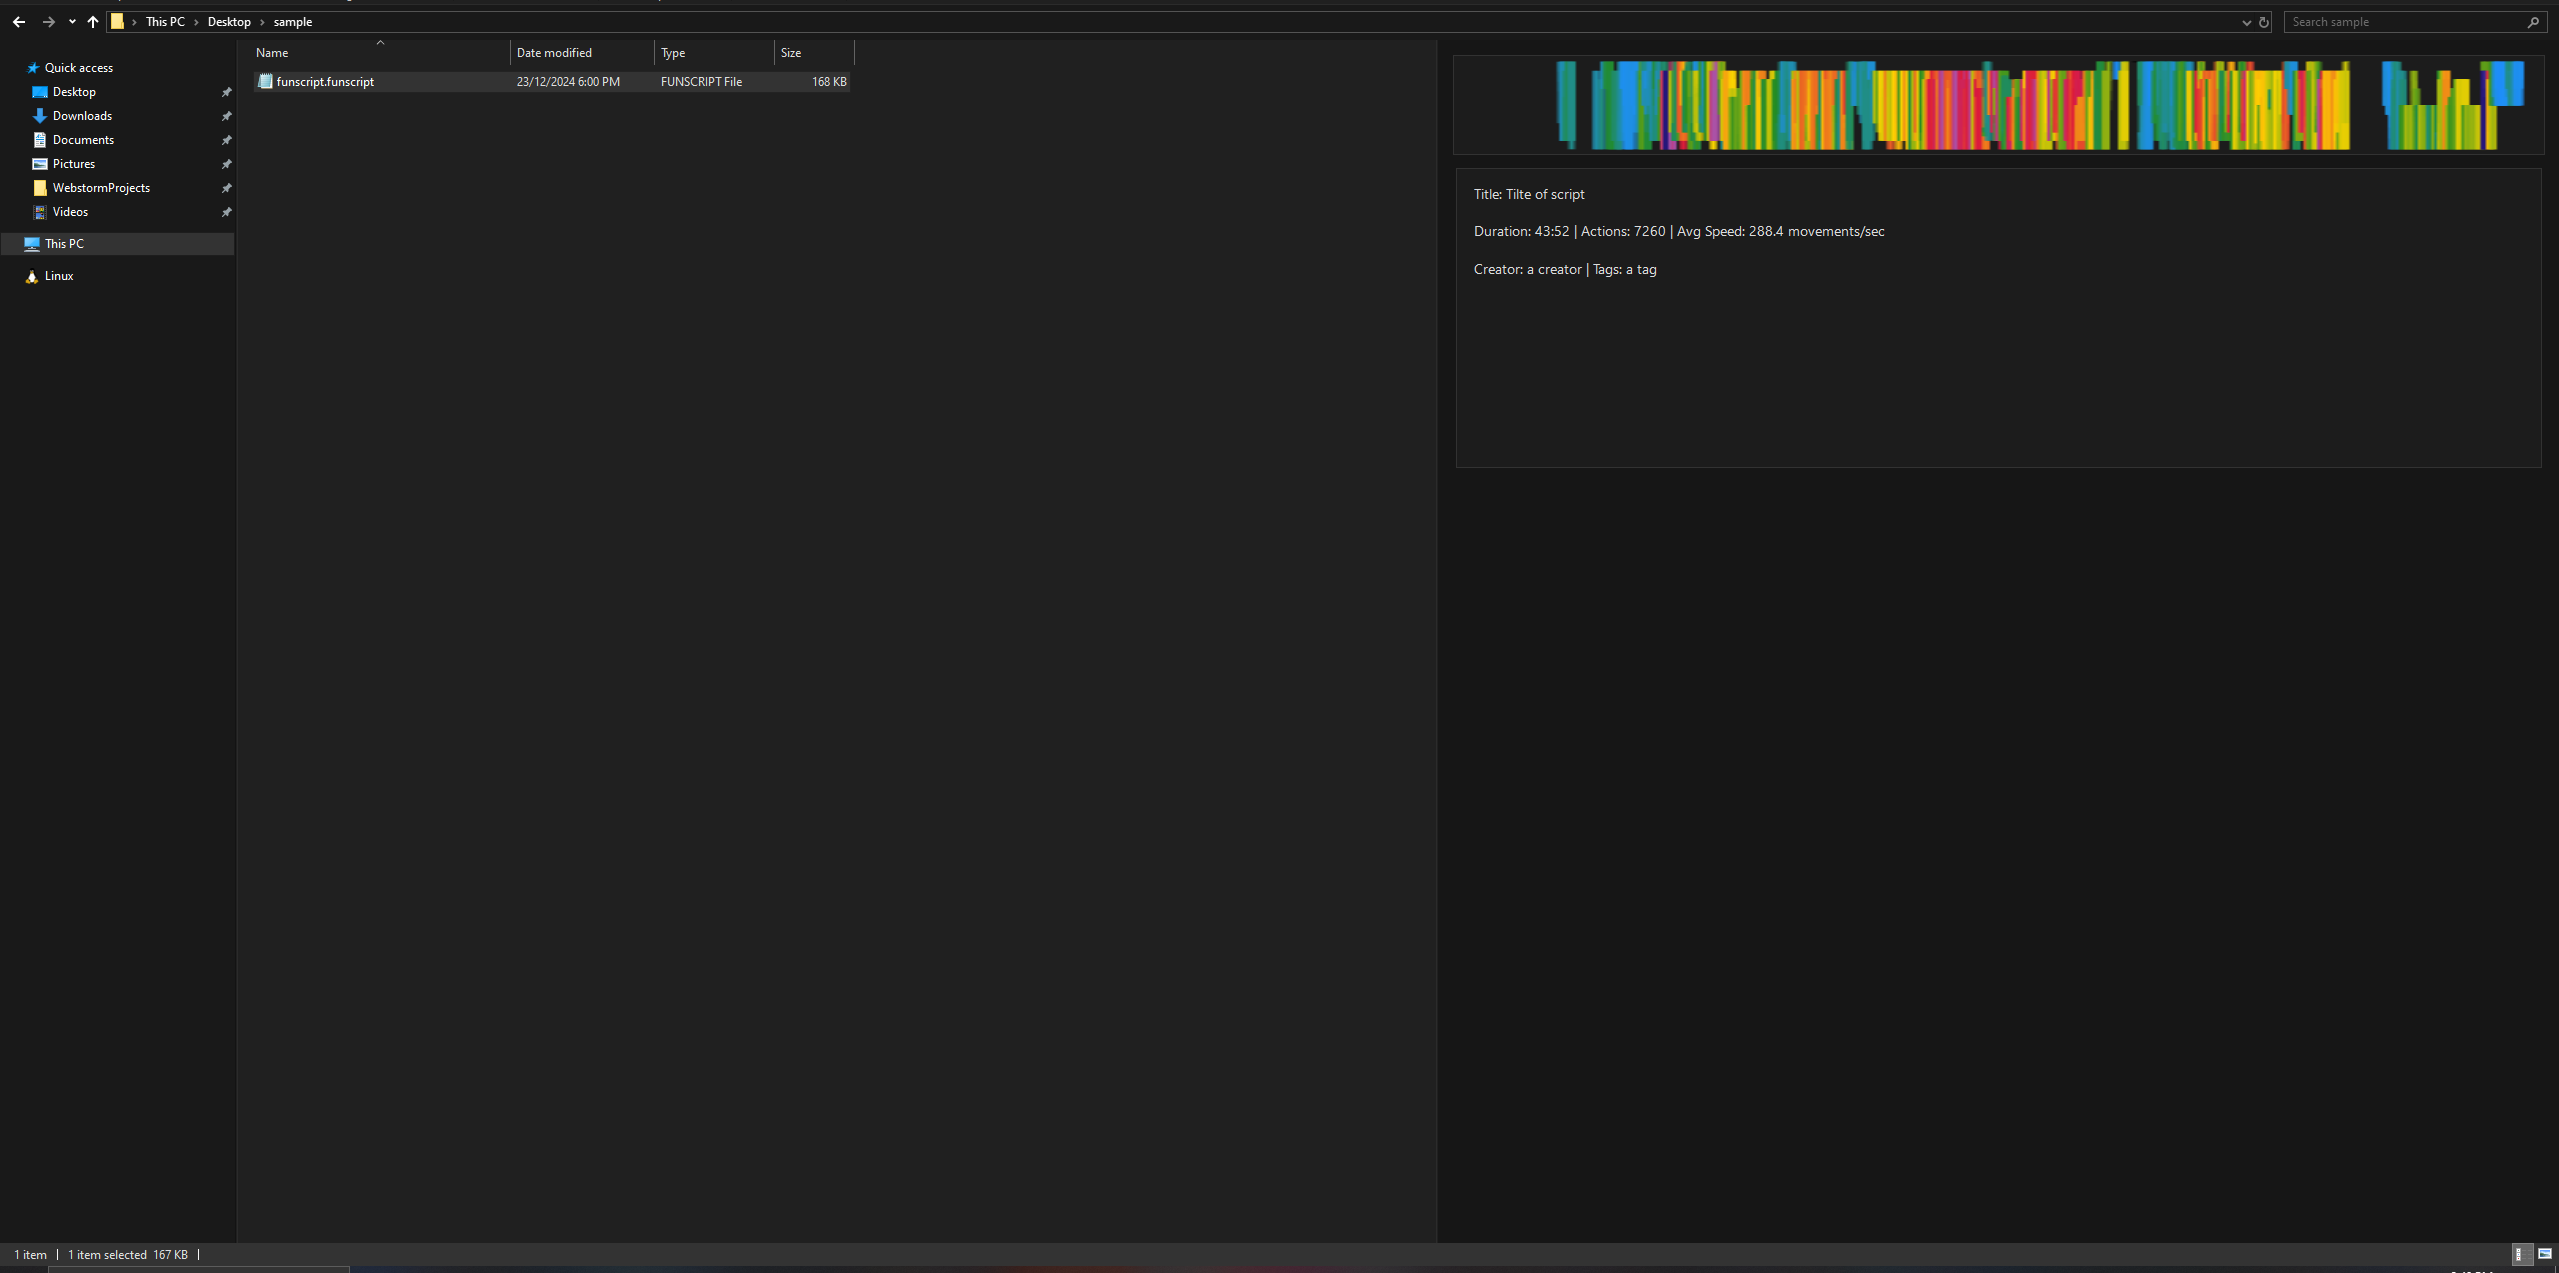 This PC > Desktop > sample
Search sample
Name Date modified Type Size
Quick access
Desktop
Downloads
Documents
Pictures
WebstormProjects
Videos
This PC
Linux
funscript.funscript 23/12/2024 6:00 PM FUNSCRIPT File 168 KB
Title: Tilte of script
Duration: 43:52 | Actions: 7260 | Avg Speed: 288.4 movements/sec
Creator: a creator | Tags: a tag
1 item | 1 item selected 167 KB |